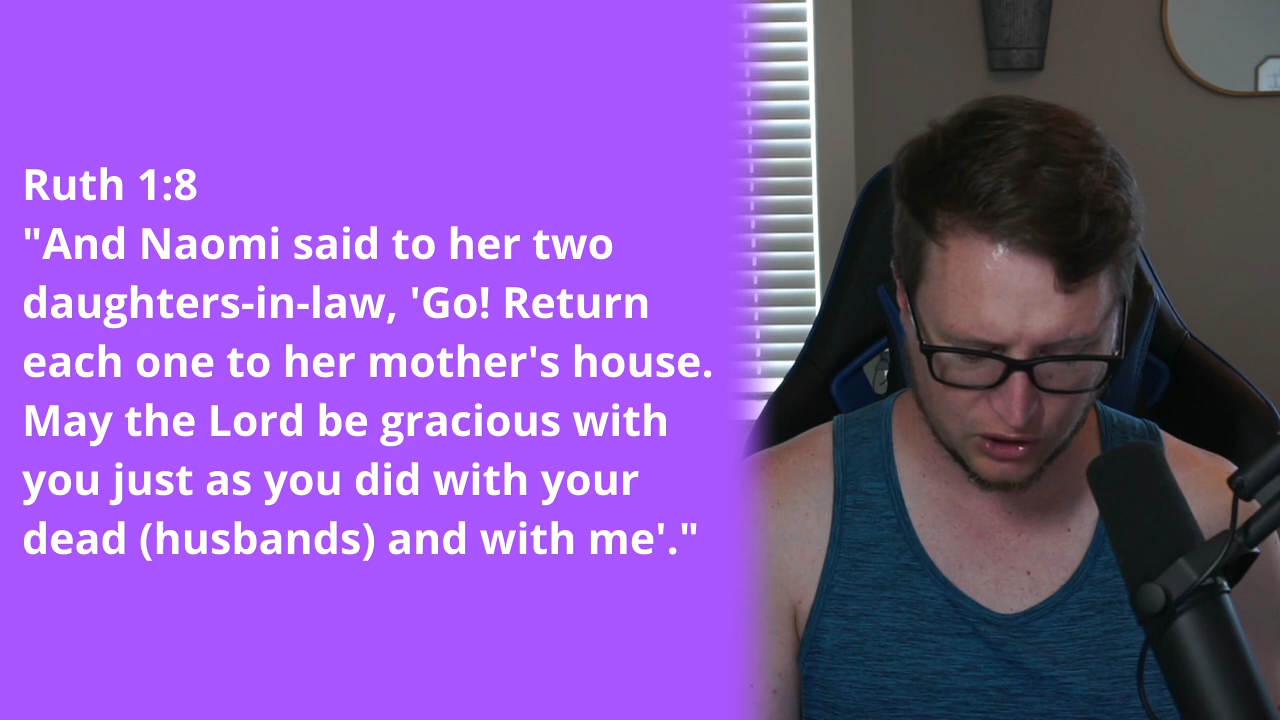 Ruth 1:8
"And Naomi said to her two
daughters-in-law, 'Go! Return
each one to her mother's house.
May the Lord be gracious with
you just as you did with your
dead (husbands) and with me'."